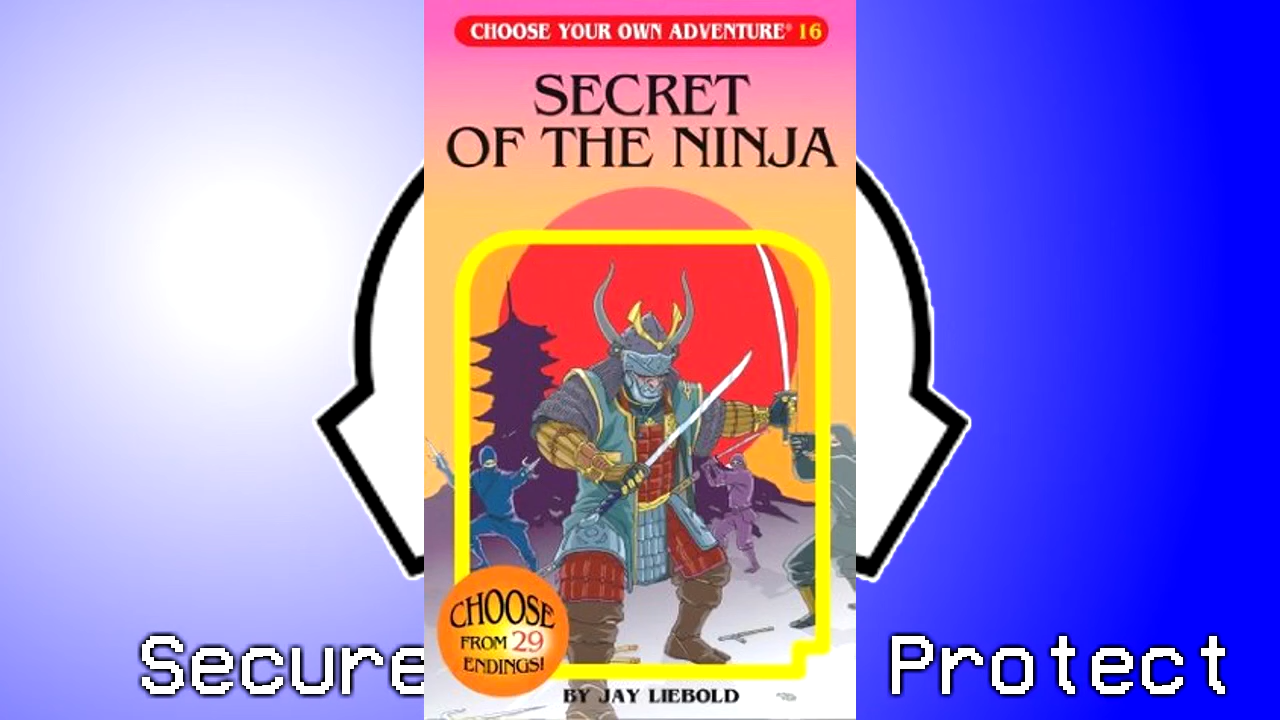 CHOOSE YOUR OWN ADVENTURE® 16
SECRET
OF THE NINJA
CHOOSE
FROM 29
ENDINGS!
Secure
Protect
BY JAY LIEBOLD